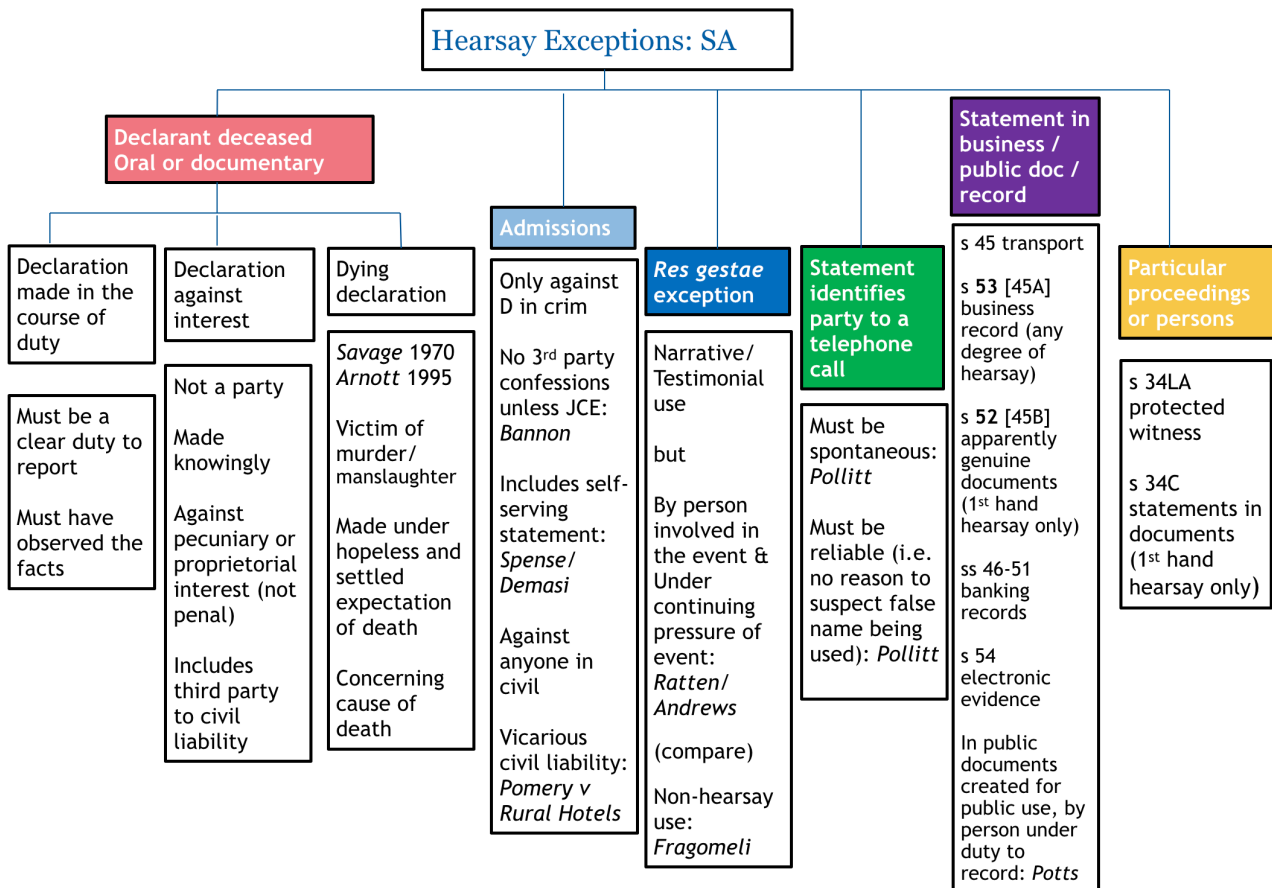 Hearsay Exceptions: SA
Declarant deceased
Oral or documentary
Declaration
made in the
course of
duty
Must be a
clear duty to
report
Must have
observed the
facts
Declaration
against
interest
Not a party
Made
knowingly
Against
pecuniary or
proprietorial
interest (not
penal)
Includes
third party
to civil
liability
Dying
declaration
Savage 1970
Arnott 1995
Victim of
murder/
manslaughter
Made under
hopeless and
settled
expectation
of death
Concerning
cause of
death
Admissions
Only against
D in crim
No 3rd party
confessions
unless JCE:
Bannon
Includes self-
serving
statement:
Spense/
Demasi
Against
anyone in
civil
Vicarious
civil liability:
Pomery v
Rural Hotels
Res gestae
exception
Narrative/
Testimonial
use
but
By person
involved in
the event &
Under
continuing
pressure of
event:
Ratten/
Andrews
(compare)
Non-hearsay
use:
Fragomeli
Statement
identifies
party to a
telephone
call
Must be
spontaneous:
Pollitt
Must be
reliable (i.e.
no reason to
suspect false
name being
used): Pollitt
Statement in
business /
public doc /
record
s 45 transport
s 53 [45A]
business
record (any
degree of
hearsay)
s 52 [45B]
apparently
genuine
documents
(1st hand
hearsay only)
ss 46-51
banking
records
s 54
electronic
evidence
In public
documents
created for
public use, by
person under
duty to
record: Potts
Particular
proceedings
or persons
s 34LA
protected
witness
s 34C
statements in
documents
(1st hand
hearsay only)